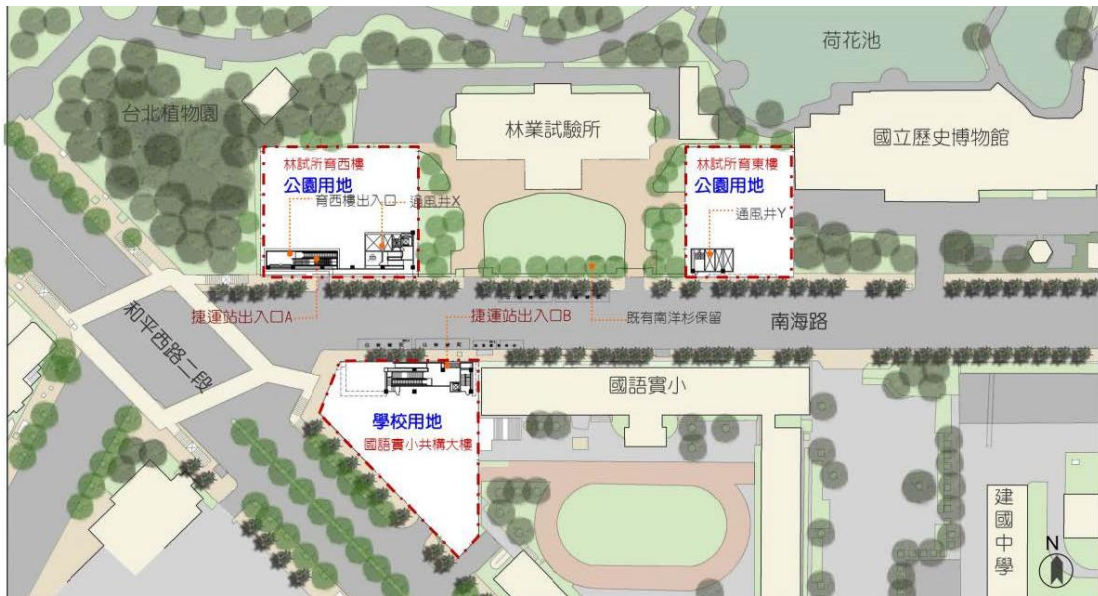 荷花池
台北植物園
林業試驗所
國立歷史博物館
林試所育西樓
公園用地
育西樓出入口
通風井X
林試所育東樓
公園用地
通風井Y
捷運站出入口A
捷運站出入口B
既有南洋杉保留
南海路
和平西路二段
學校用地
國語實小共構大樓
國語實小
建國中學
N